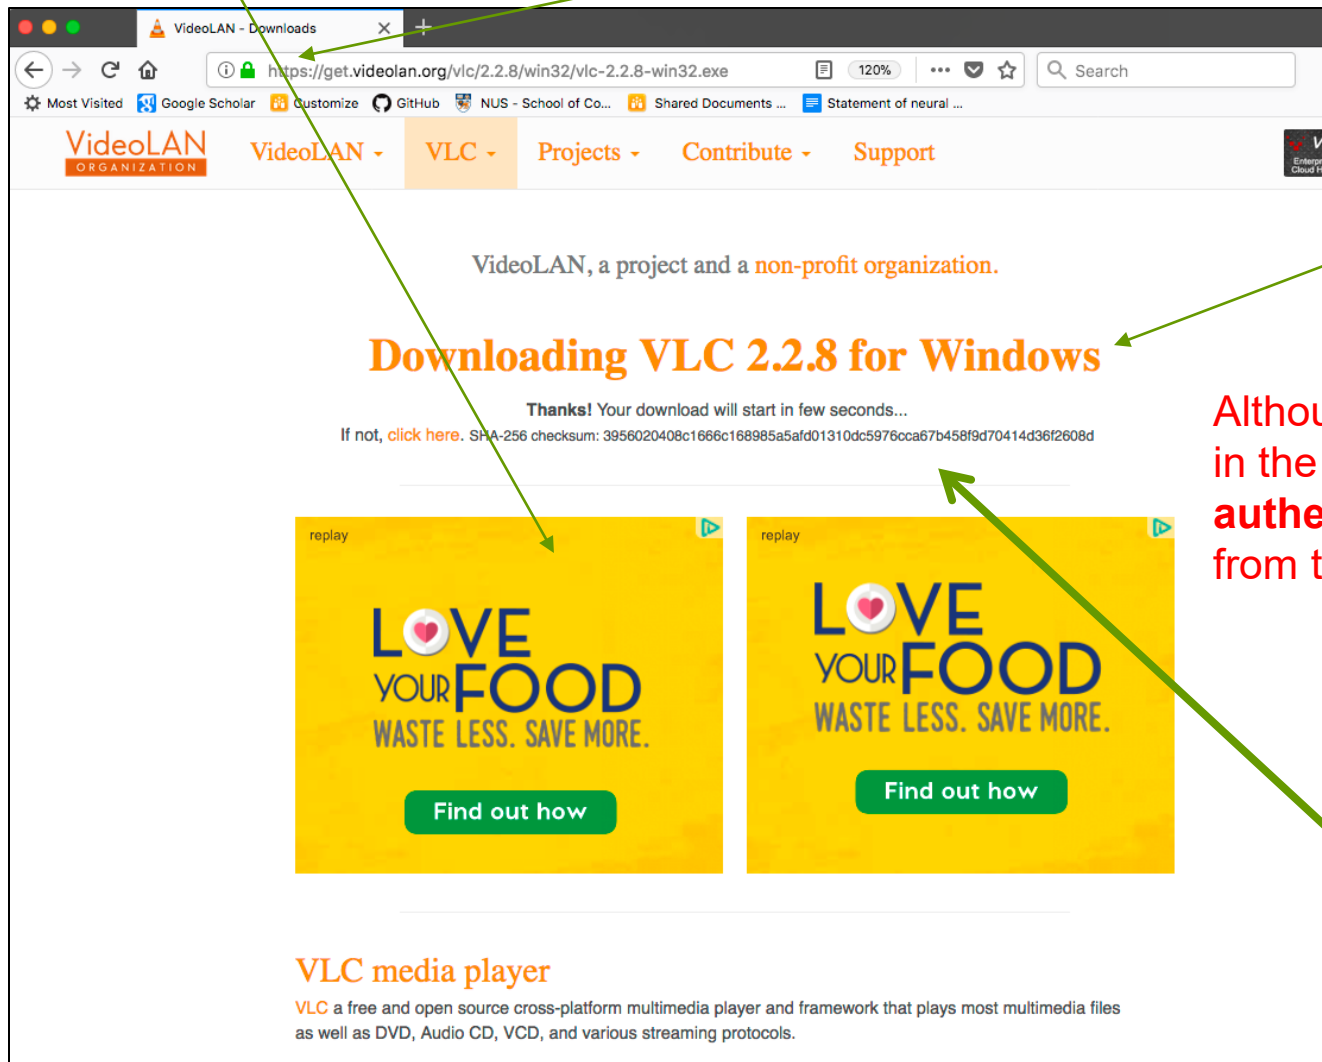 VideoLAN - Downloads
https://get.videolan.org/vlc/2.2.8/win32/vlc-2.2.8-win32.exe 120% Search
Most Visited Google Scholar Customize GitHub NUS - School of Co... Shared Documents ... Statement of neural ...
VideoLAN
ORGANIZATION
VideoLAN VLC Projects Contribute Support
VideoLAN, a project and a non-profit organization.
Downloading VLC 2.2.8 for Windows
Thanks! Your download will start in few seconds...
If not, click here. SHA-256 checksum: 3956020408c1666c168985a5afd01310dc5976cca67b458f9d70414d36f2608d
in the
from t
replay
LOVE
YOUR FOOD
WASTE LESS. SAVE MORE.
Find out how
replay
LOVE
YOUR FOOD
WASTE LESS. SAVE MORE.
Find out how
VLC media player
VLC a free and open source cross-platform multimedia player and framework that plays most multimedia files
as well as DVD, Audio CD, VCD, and various streaming protocols.